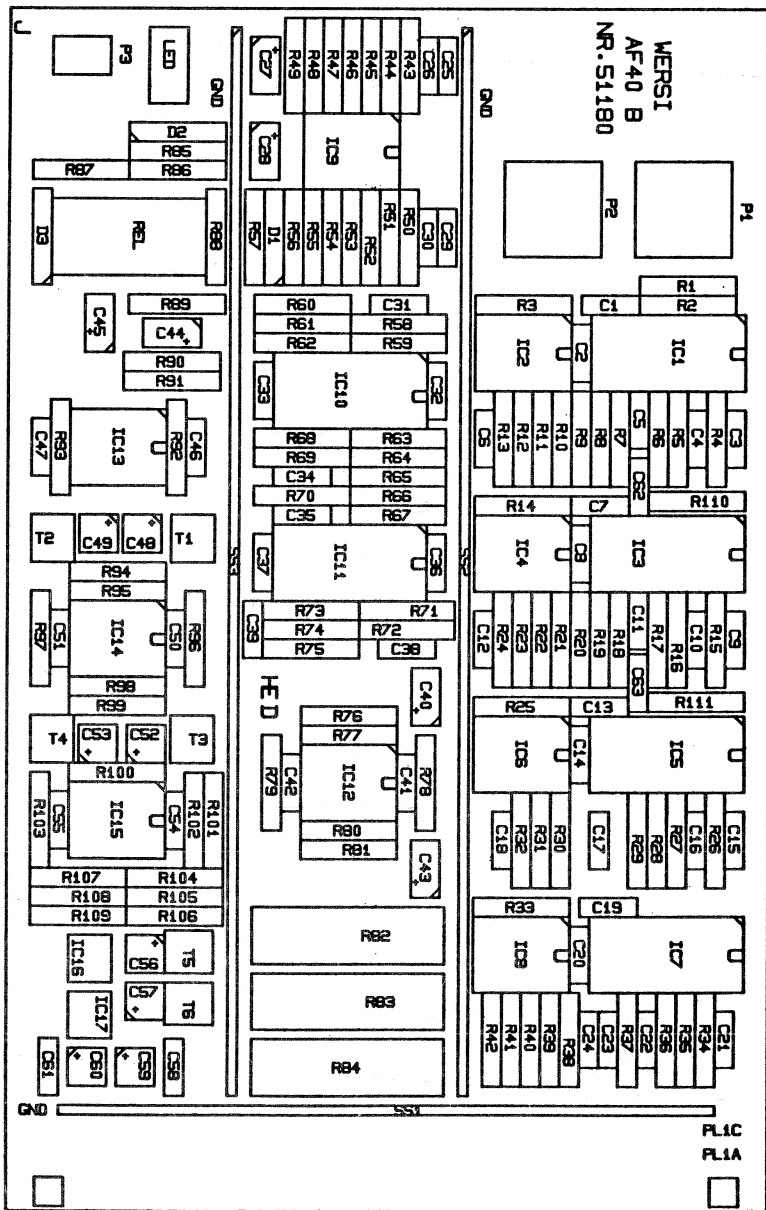 WERSI
AF40 B
NR.51180
P3
LED
GND
C27
R49
R48
R47
R46
R45
R44
R43
C26
C25
GND
D2
R85
R86
R87
C28
IC9
P2
P1
D3
REL
R88
R57
D1
R56
R55
R54
R53
R52
R51
R50
C30
C29
R1
R2
C45
R89
C44
R60
C31
R61
R58
R62
R59
R3
C1
R90
R91
C33
IC10
C32
IC2
C2
IC1
C47
R93
IC13
R92
C46
R68
R63
R69
R64
C34
R65
R70
R66
C35
R67
C6
R13
R12
R11
R10
R9
R8
R7
C5
R6
R5
C4
R4
C3
C62
R14
C7
R110
T2
C49
C48
T1
SS3
C37
IC11
C36
SS2
IC4
C8
IC3
R94
R95
R97
C51
IC14
C50
R96
R98
R99
C39
R73
R71
R74
R72
R75
C38
C12
R24
R23
R22
R21
R20
R19
R18
C11
R17
R16
C10
R15
C9
C63
HED
C40
R25
C13
R111
T4
C53
C52
T3
R76
R77
R79
C42
IC12
C41
R78
R80
R81
IC6
C14
IC5
R100
R103
C55
IC15
C54
R102
R101
C43
C18
R32
R31
R30
C17
R29
R28
R27
C16
R26
C15
R107
R104
R108
R105
R109
R106
R33
C19
IC16
C56
T5
R82
IC8
C20
IC7
IC17
C57
T6
R83
R42
R41
R40
R39
R38
C24
C23
R37
C22
R36
R35
R34
C21
C61
C60
C59
C58
R84
GND
SS1
PL1C
PL1A